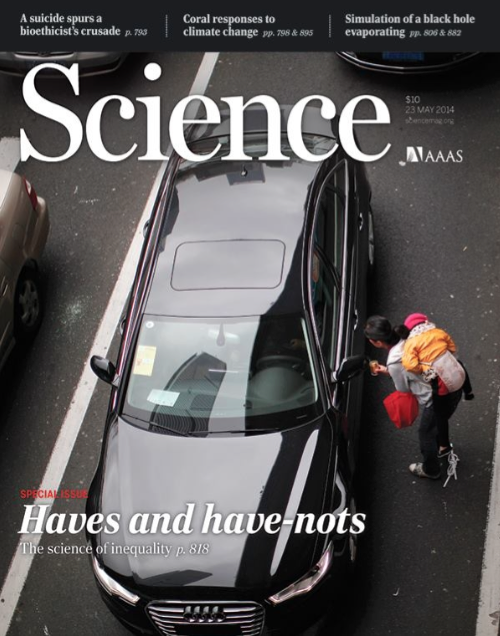 A suicide spurs a
bioethicist's crusade p. 793
Coral responses to
climate change pp. 798 & 895
Simulation of a black hole
evaporating pp. 806 & 882
Science
$10
23 MAY 2014
sciencemag.org
AAAS
SPECIAL ISSUE
Haves and have-nots
The science of inequality p. 818